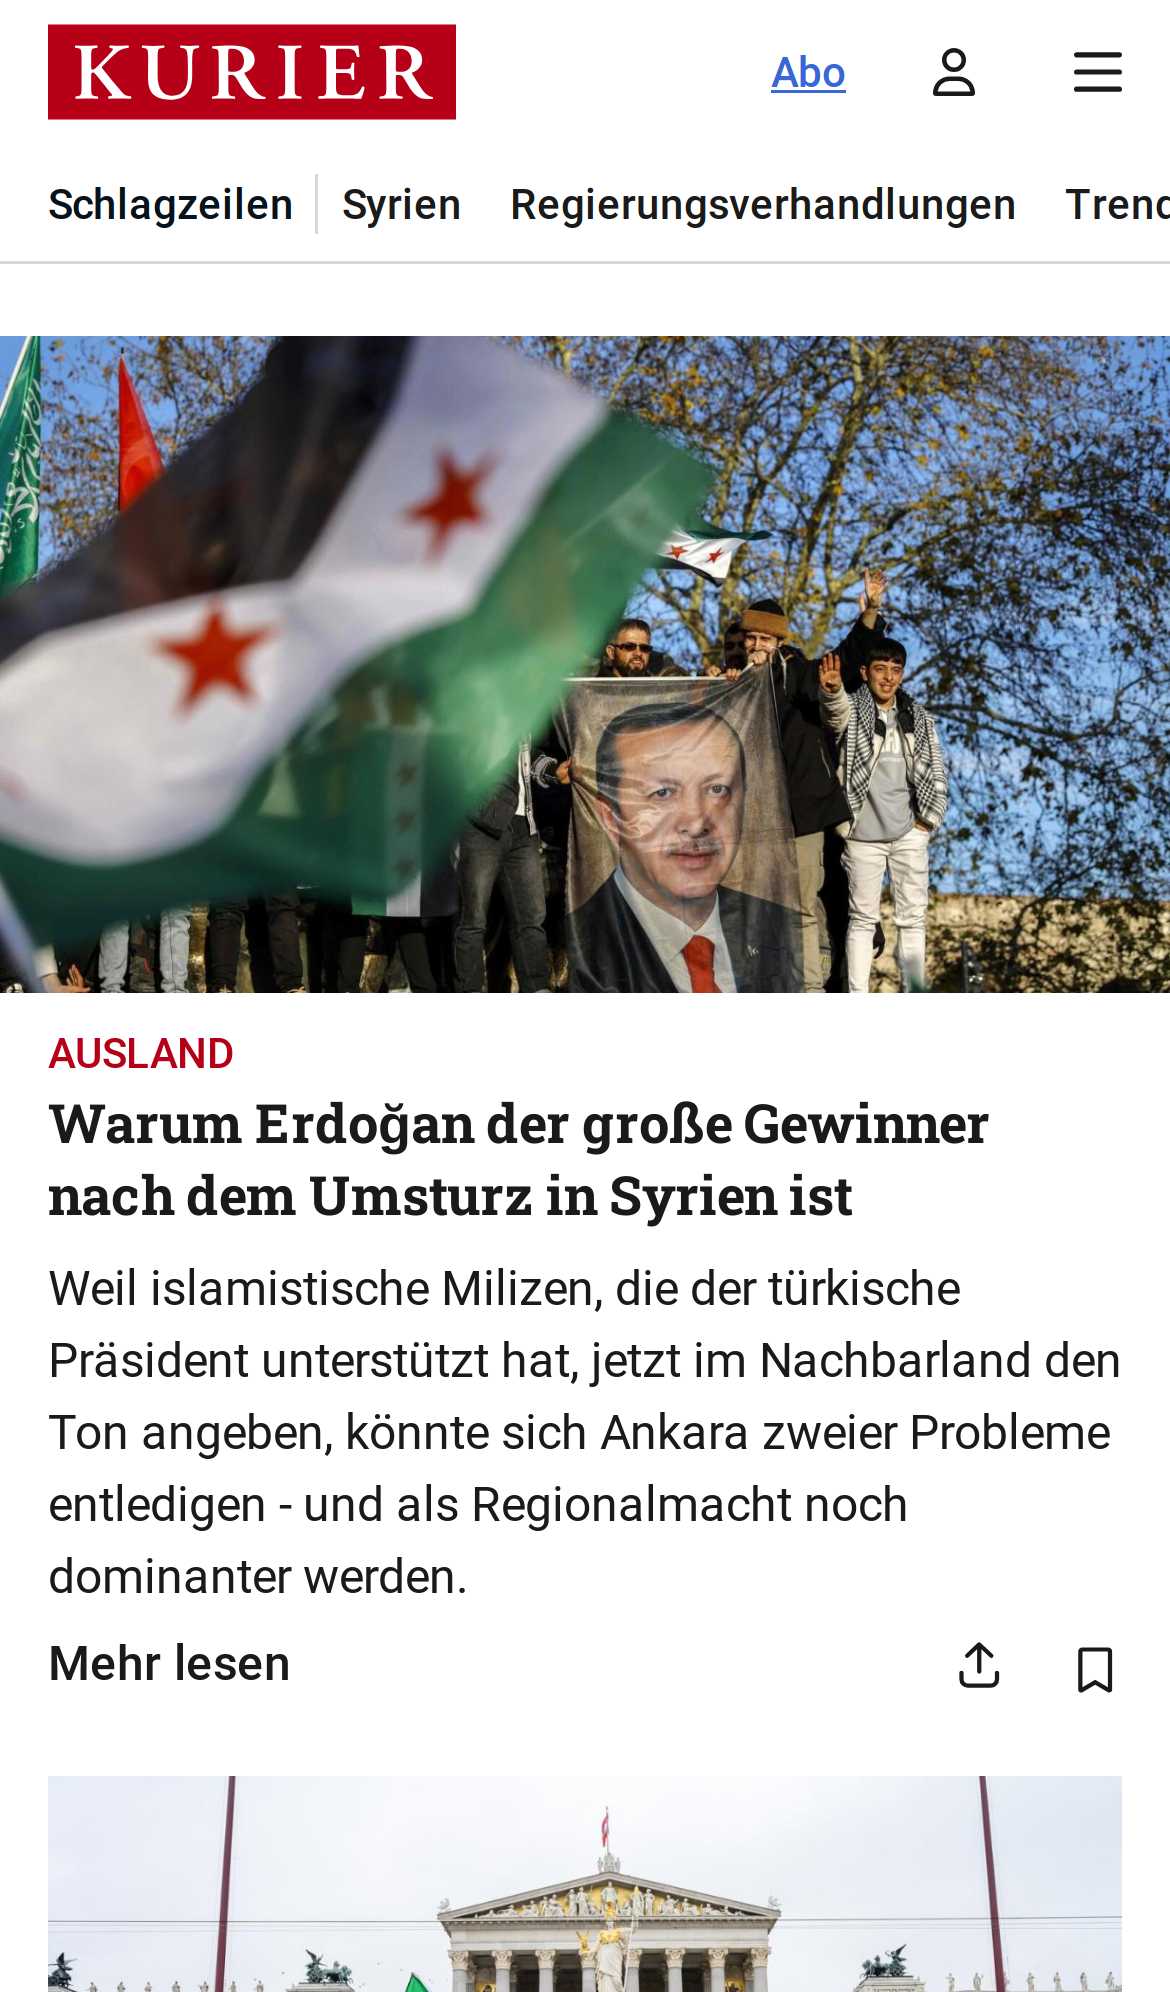 KURIER
Abo
Schlagzeilen
Syrien
Regierungsverhandlungen
AUSLAND
Warum Erdoğan der große Gewinner
nach dem Umsturz in Syrien ist
Weil islamistische Milizen, die der türkische
Präsident unterstützt hat, jetzt im Nachbarland den
Ton angeben, könnte sich Ankara zweier Probleme
entledigen - und als Regionalmacht noch
dominanter werden.
Mehr lesen